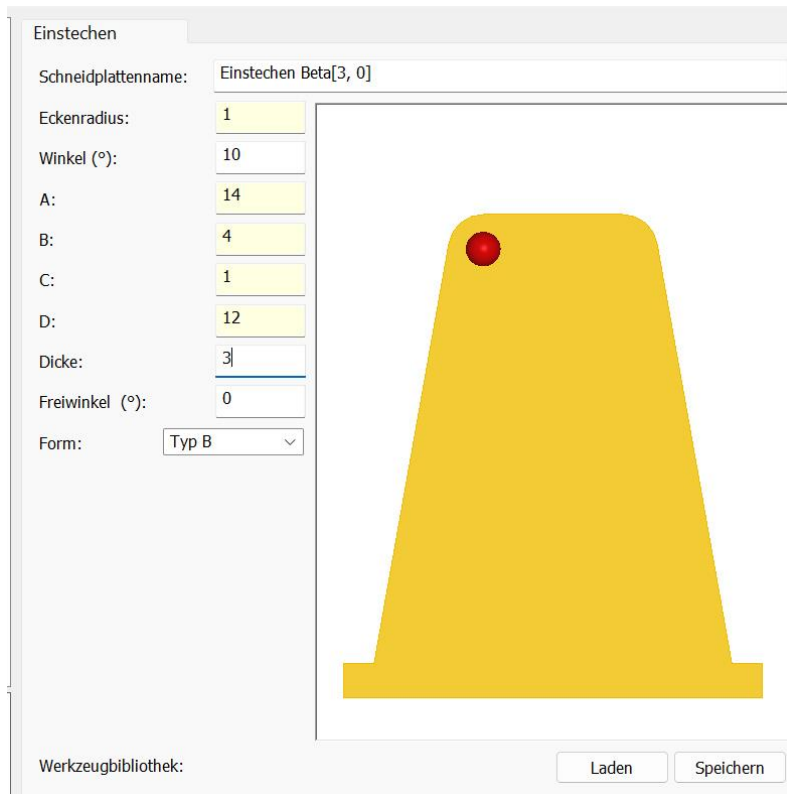 Einstechen
Schneidplattenname: Einstechen Beta[3, 0]
Eckenradius: 1
Winkel (°): 10
A: 14
B: 4
C: 1
D: 12
Dicke: 3
Freiwinkel (°): 0
Form: Typ B
Werkzeugbibliothek: Laden Speichern